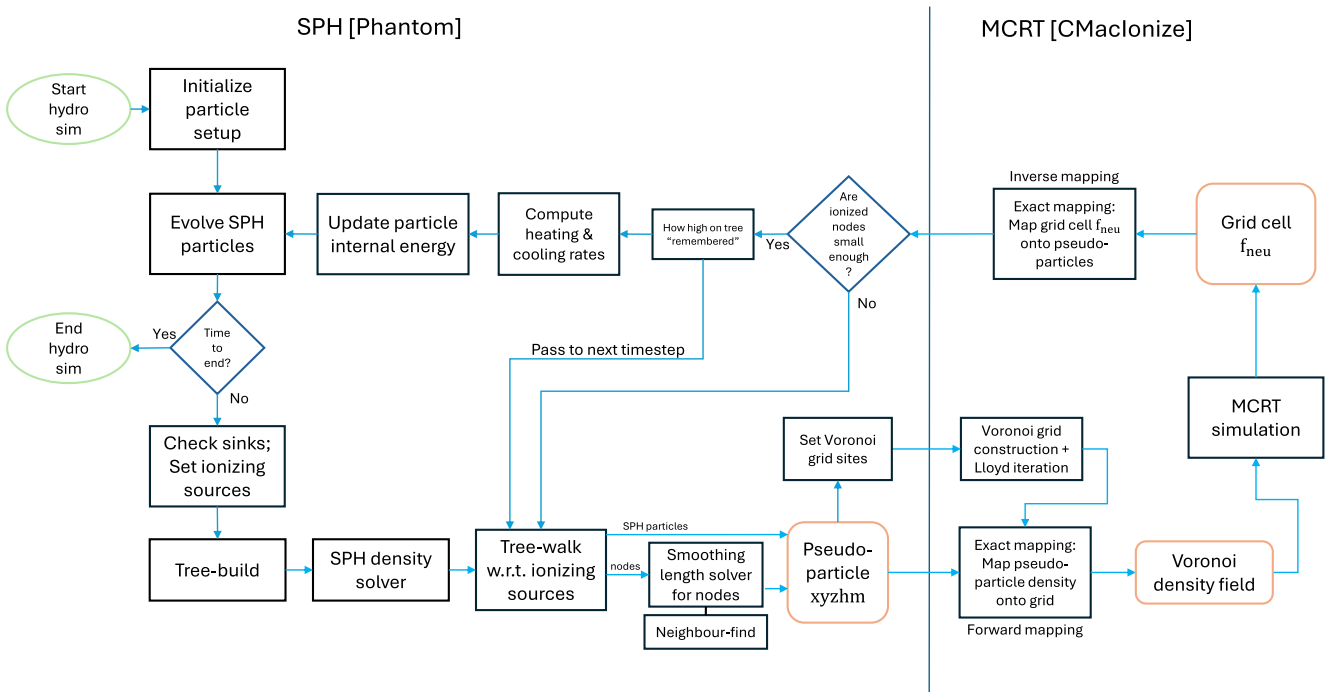 SPH [Phantom]
MCRT [CMacIonize]
Start
hydro
sim
Initialize
particle
setup
Evolve SPH
particles
Update particle
internal energy
Compute
heating &
cooling rates
How high on tree
“remembered”
Yes
Are
ionized
nodes
small
enough
?
No
Inverse mapping
Exact mapping:
Map grid cell fneu
onto pseudo-
particles
Grid cell
fneu
End
hydro
sim
Yes
Time
to
end?
No
Pass to next timestep
MCRT
simulation
Check sinks;
Set ionizing
sources
Set Voronoi
grid sites
Voronoi grid
construction +
Lloyd iteration
Tree-build
SPH density
solver
Tree-walk
w.r.t. ionizing
sources
SPH particles
nodes
Smoothing
length solver
for nodes
Neighbour-find
Pseudo-
particle
xyzhm
Exact mapping:
Map pseudo-
particle density
onto grid
Forward mapping
Voronoi
density field